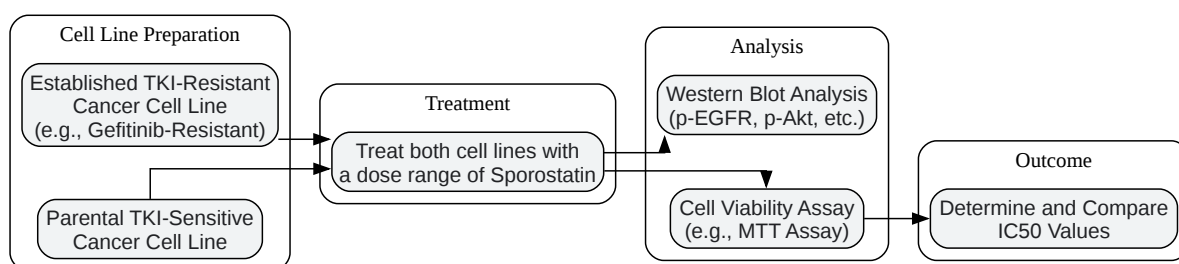 Cell Line Preparation
Established TKI-Resistant
Cancer Cell Line
(e.g., Gefitinib-Resistant)
Parental TKI-Sensitive
Cancer Cell Line
Treatment
Treat both cell lines with
a dose range of Sporostatin
Analysis
Western Blot Analysis
(p-EGFR, p-Akt, etc.)
Cell Viability Assay
(e.g., MTT Assay)
Outcome
Determine and Compare
IC50 Values